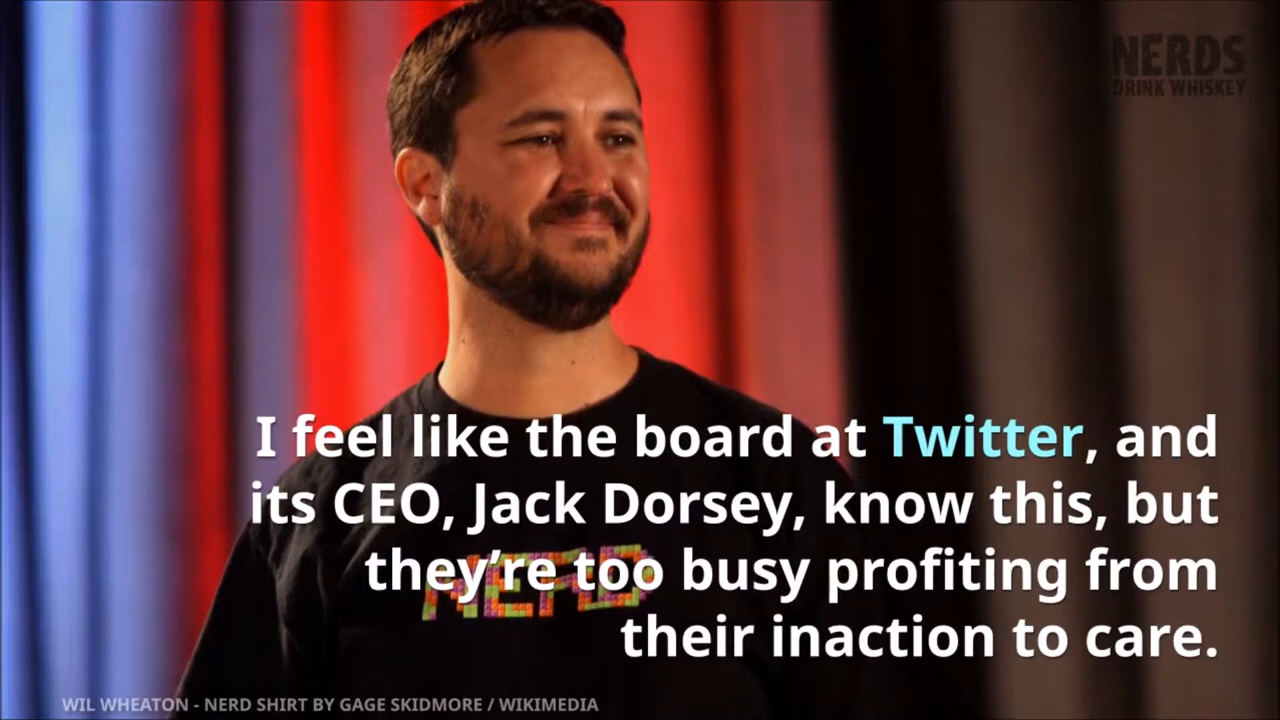 NERDS
DRINK WHISKEY
I feel like the board at Twitter, and
its CEO, Jack Dorsey, know this, but
they’re too busy profiting from
their inaction to care.
NERD
WIL WHEATON - NERD SHIRT BY GAGE SKIDMORE / WIKIMEDIA